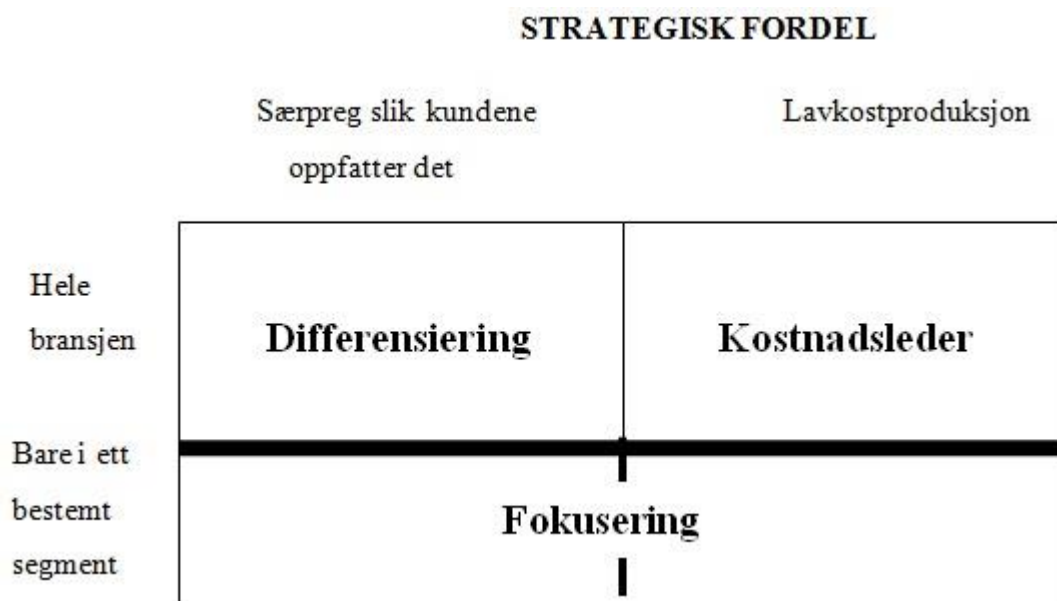 STRATEGISK FORDEL
Særpreg slik kundene
oppfatter det
Lavkostproduksjon
Hele
bransjen
Differensiering
Kostnadsleder
Bare i ett
bestemt
segment
Fokusering